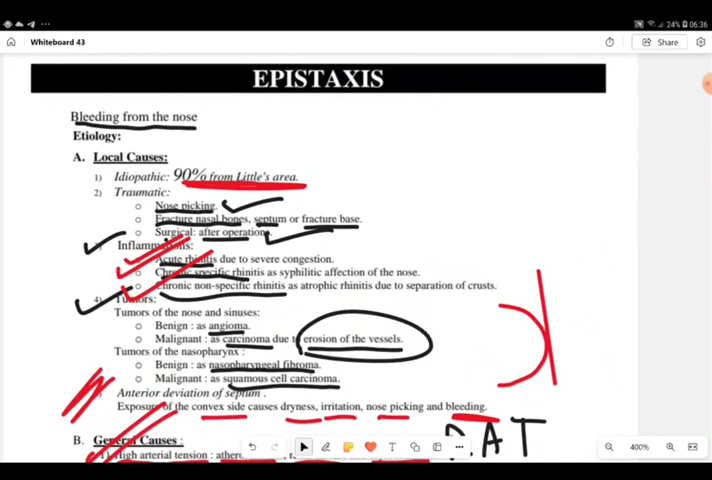 24% 06:36
Whiteboard 43
Share
EPISTAXIS
Bleeding from the nose
Etiology:
A. Local Causes:
1) Idiopathic: 90% from Little's area.
2) Traumatic:
o Nose picking.
o Fracture nasal bones, septum or fracture base.
o Surgical: after operation.
Inflammations:
o Acute rhinitis due to severe congestion.
Chronic specific rhinitis as syphilitic affection of the nose.
Chronic non-specific rhinitis as atrophic rhinitis due to separation of crusts.
4) Tumors:
Tumors of the nose and sinuses:
o Benign : as angioma.
o Malignant : as carcinoma due to erosion of the vessels.
Tumors of the nasopharynx :
o Benign : as nasopharyngeal fibroma.
o Malignant : as squamous cell carcinoma.
Anterior deviation of septum .
Exposure of the convex side causes dryness, irritation, nose picking and bleeding.
B. General Causes :
AT
1) High arterial tension :
400%